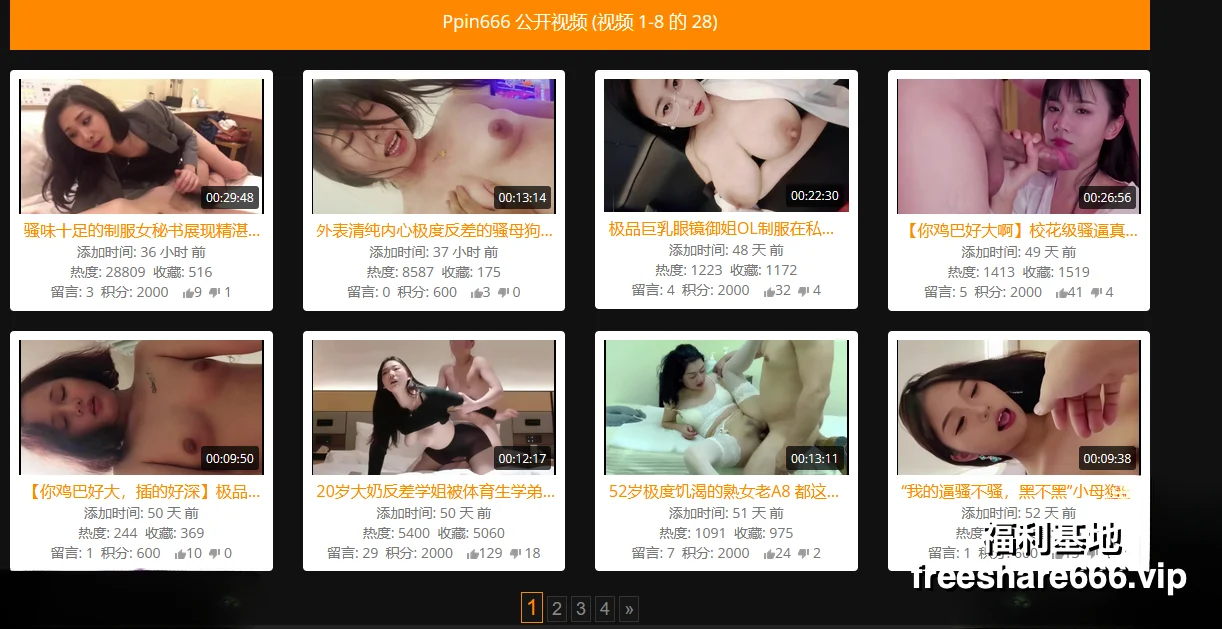 Ppin666 公开视频 (视频 1-8 的 28)
00:29:48
骚味十足的制服女秘书展现精湛...
添加时间: 36 小时 前
热度: 28809 收藏: 516
留言: 3 积分: 2000 9 1
00:13:14
外表清纯内心极度反差的骚母狗...
添加时间: 37 小时 前
热度: 8587 收藏: 175
留言: 0 积分: 600 3 0
00:22:30
极品巨乳眼镜御姐OL制服在私...
添加时间: 48 天 前
热度: 1223 收藏: 1172
留言: 4 积分: 2000 32 4
00:26:56
【你鸡巴好大啊】校花级骚逼真...
添加时间: 49 天 前
热度: 1413 收藏: 1519
留言: 5 积分: 2000 41 4
00:09:50
【你鸡巴好大，插的好深】极品...
添加时间: 50 天 前
热度: 244 收藏: 369
留言: 1 积分: 600 10 0
00:12:17
20岁大奶反差学姐被体育生学弟...
添加时间: 50 天 前
热度: 5400 收藏: 5060
留言: 29 积分: 2000 129 18
00:13:11
52岁极度饥渴的熟女老A8 都这...
添加时间: 51 天 前
热度: 1091 收藏: 975
留言: 7 积分: 2000 24 2
00:09:38
“我的逼骚不骚，黑不黑”小母狗
添加时间: 52 天 前
留言: 1 积分: 600
福利基地
freeshare666.vip
1 2 3 4 »